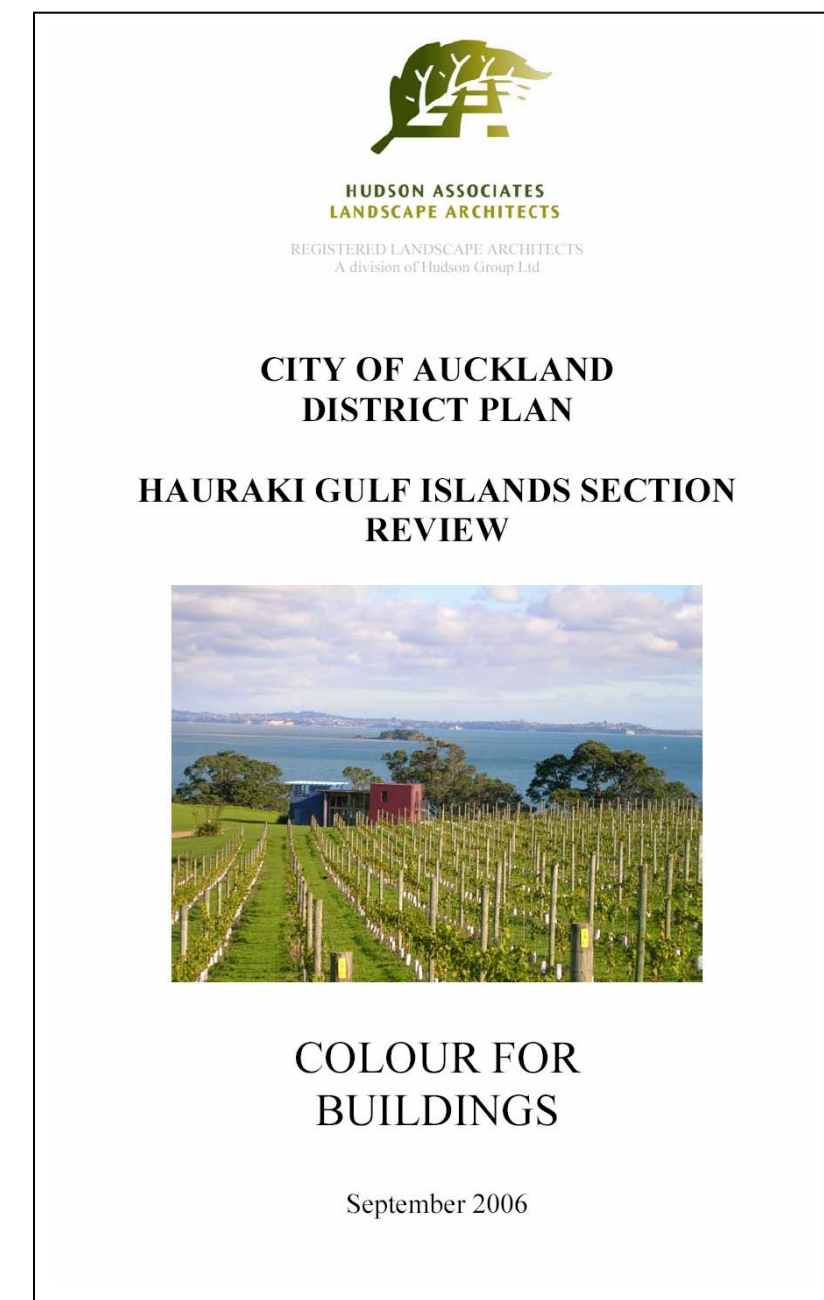 HUDSON ASSOCIATES
LANDSCAPE ARCHITECTS
REGISTERED LANDSCAPE ARCHITECTS
A division of Hudson Group Ltd
CITY OF AUCKLAND
DISTRICT PLAN
HAURAKI GULF ISLANDS SECTION
REVIEW
COLOUR FOR
BUILDINGS
September 2006